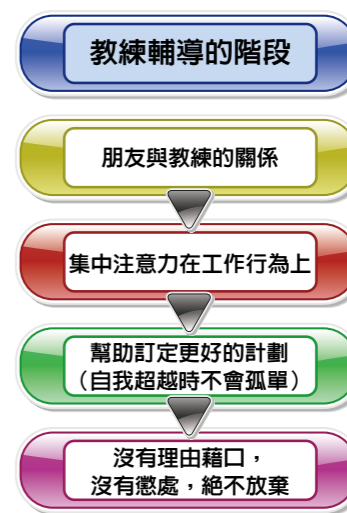 教練輔導的階段
朋友與教練的關係
集中注意力在工作行為上
幫助訂定更好的計劃
（自我超越時不會孤單）
沒有理由藉口，
沒有懲處，絕不放棄